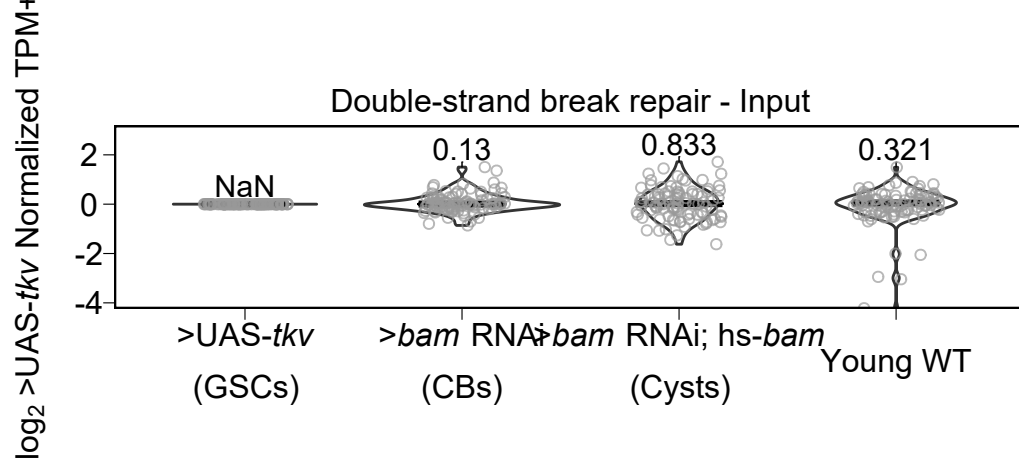 Double-strand break repair - Input
log₂ >UAS-tkv Normalized TPM+
2
0
-2
-4
NaN
0.13
0.833
0.321
>UAS-tkv
(GSCs)
>bam RNAi
(CBs)
>bam RNAi; hs-bam
(Cysts)
Young WT